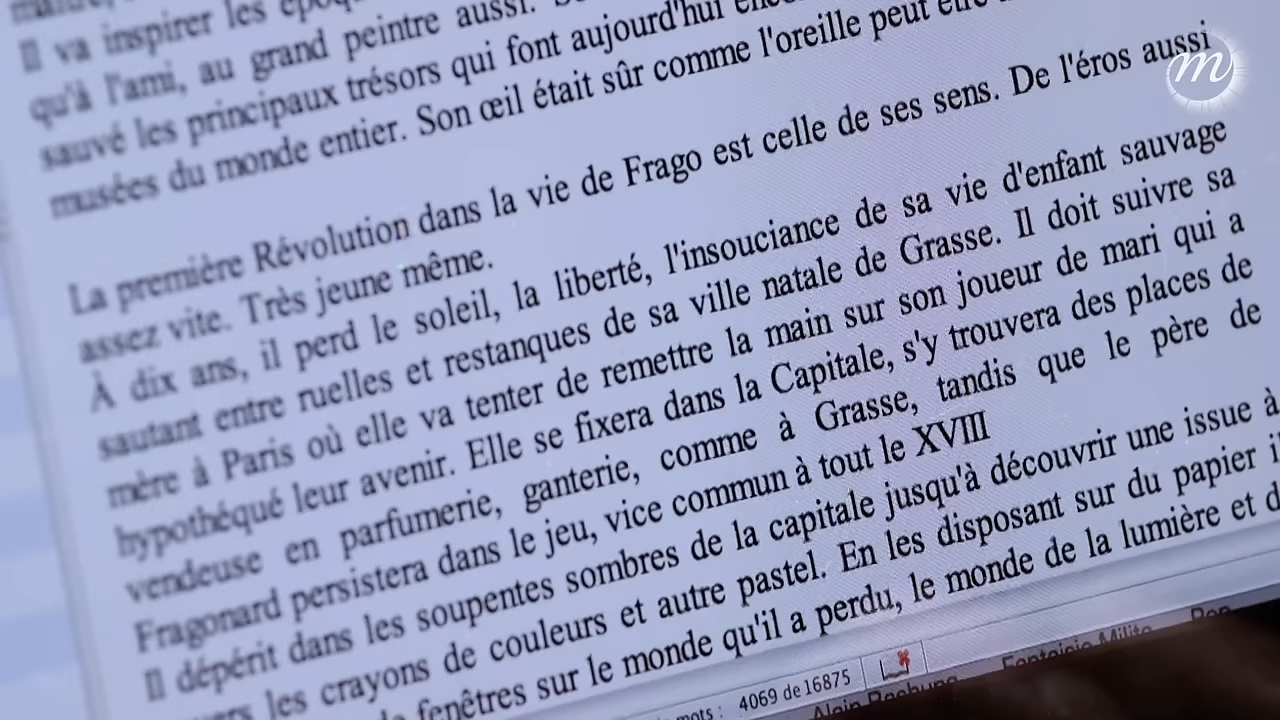 Il va inspirer les
qu'à l'ami, au grand peintre aussi.
sauvé les principaux trésors qui font aujourd'hui
musées du monde entier. Son œil était sûr comme l'oreille peut
La première Révolution dans la vie de Frago est celle de ses sens. De l'éros aussi
assez vite. Très jeune même.
À dix ans, il perd le soleil, la liberté, l'insouciance de sa vie d'enfant sauvage
sautant entre ruelles et restanques de sa ville natale de Grasse. Il doit suivre sa
mère à Paris où elle va tenter de remettre la main sur son joueur de mari qui a
hypothéqué leur avenir. Elle se fixera dans la Capitale, s'y trouvera des places de
vendeuse en parfumerie, ganterie, comme à Grasse, tandis que le père de
Fragonard persistera dans le jeu, vice commun à tout le XVIII
Il dépérit dans les soupentes sombres de la capitale jusqu'à découvrir une issue à
les crayons de couleurs et autre pastel. En les disposant sur du papier
fenêtres sur le monde qu'il a perdu, le monde de la lumière et
mots : 4069 de 16875
m